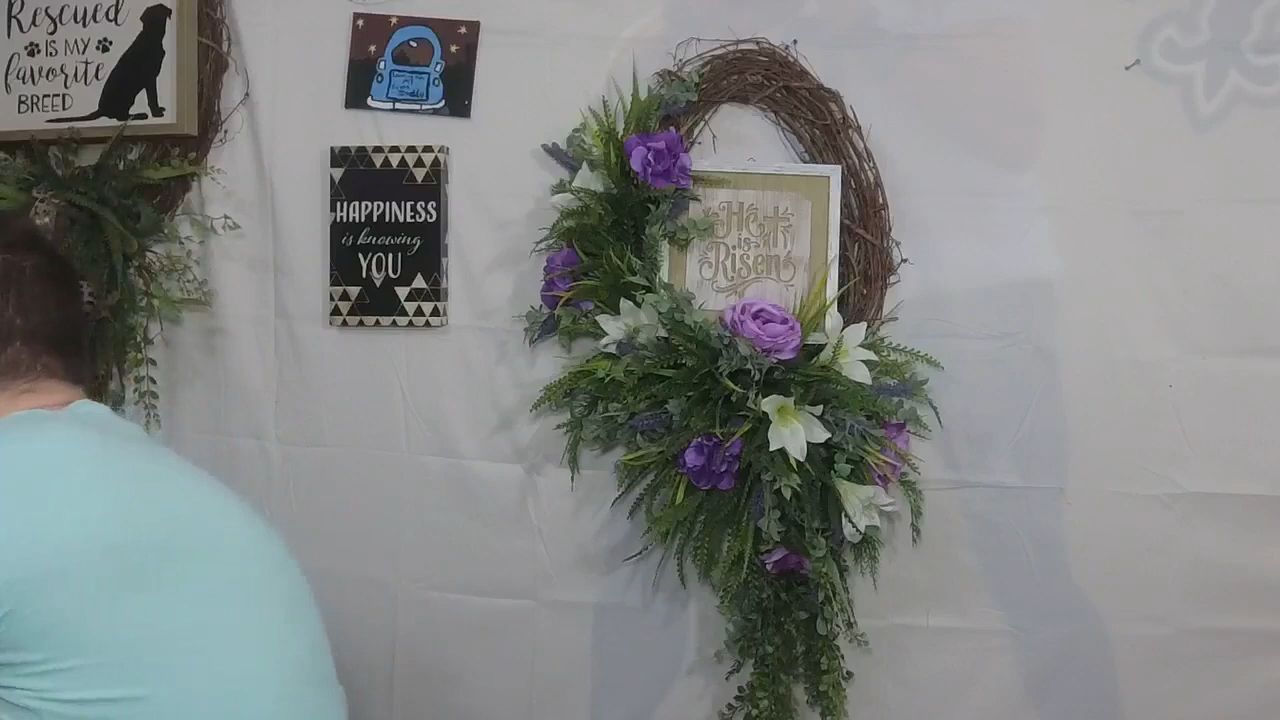 Rescued
IS MY
favorite
BREED
HAPPINESS
is knowing
YOU
He
is
Risen